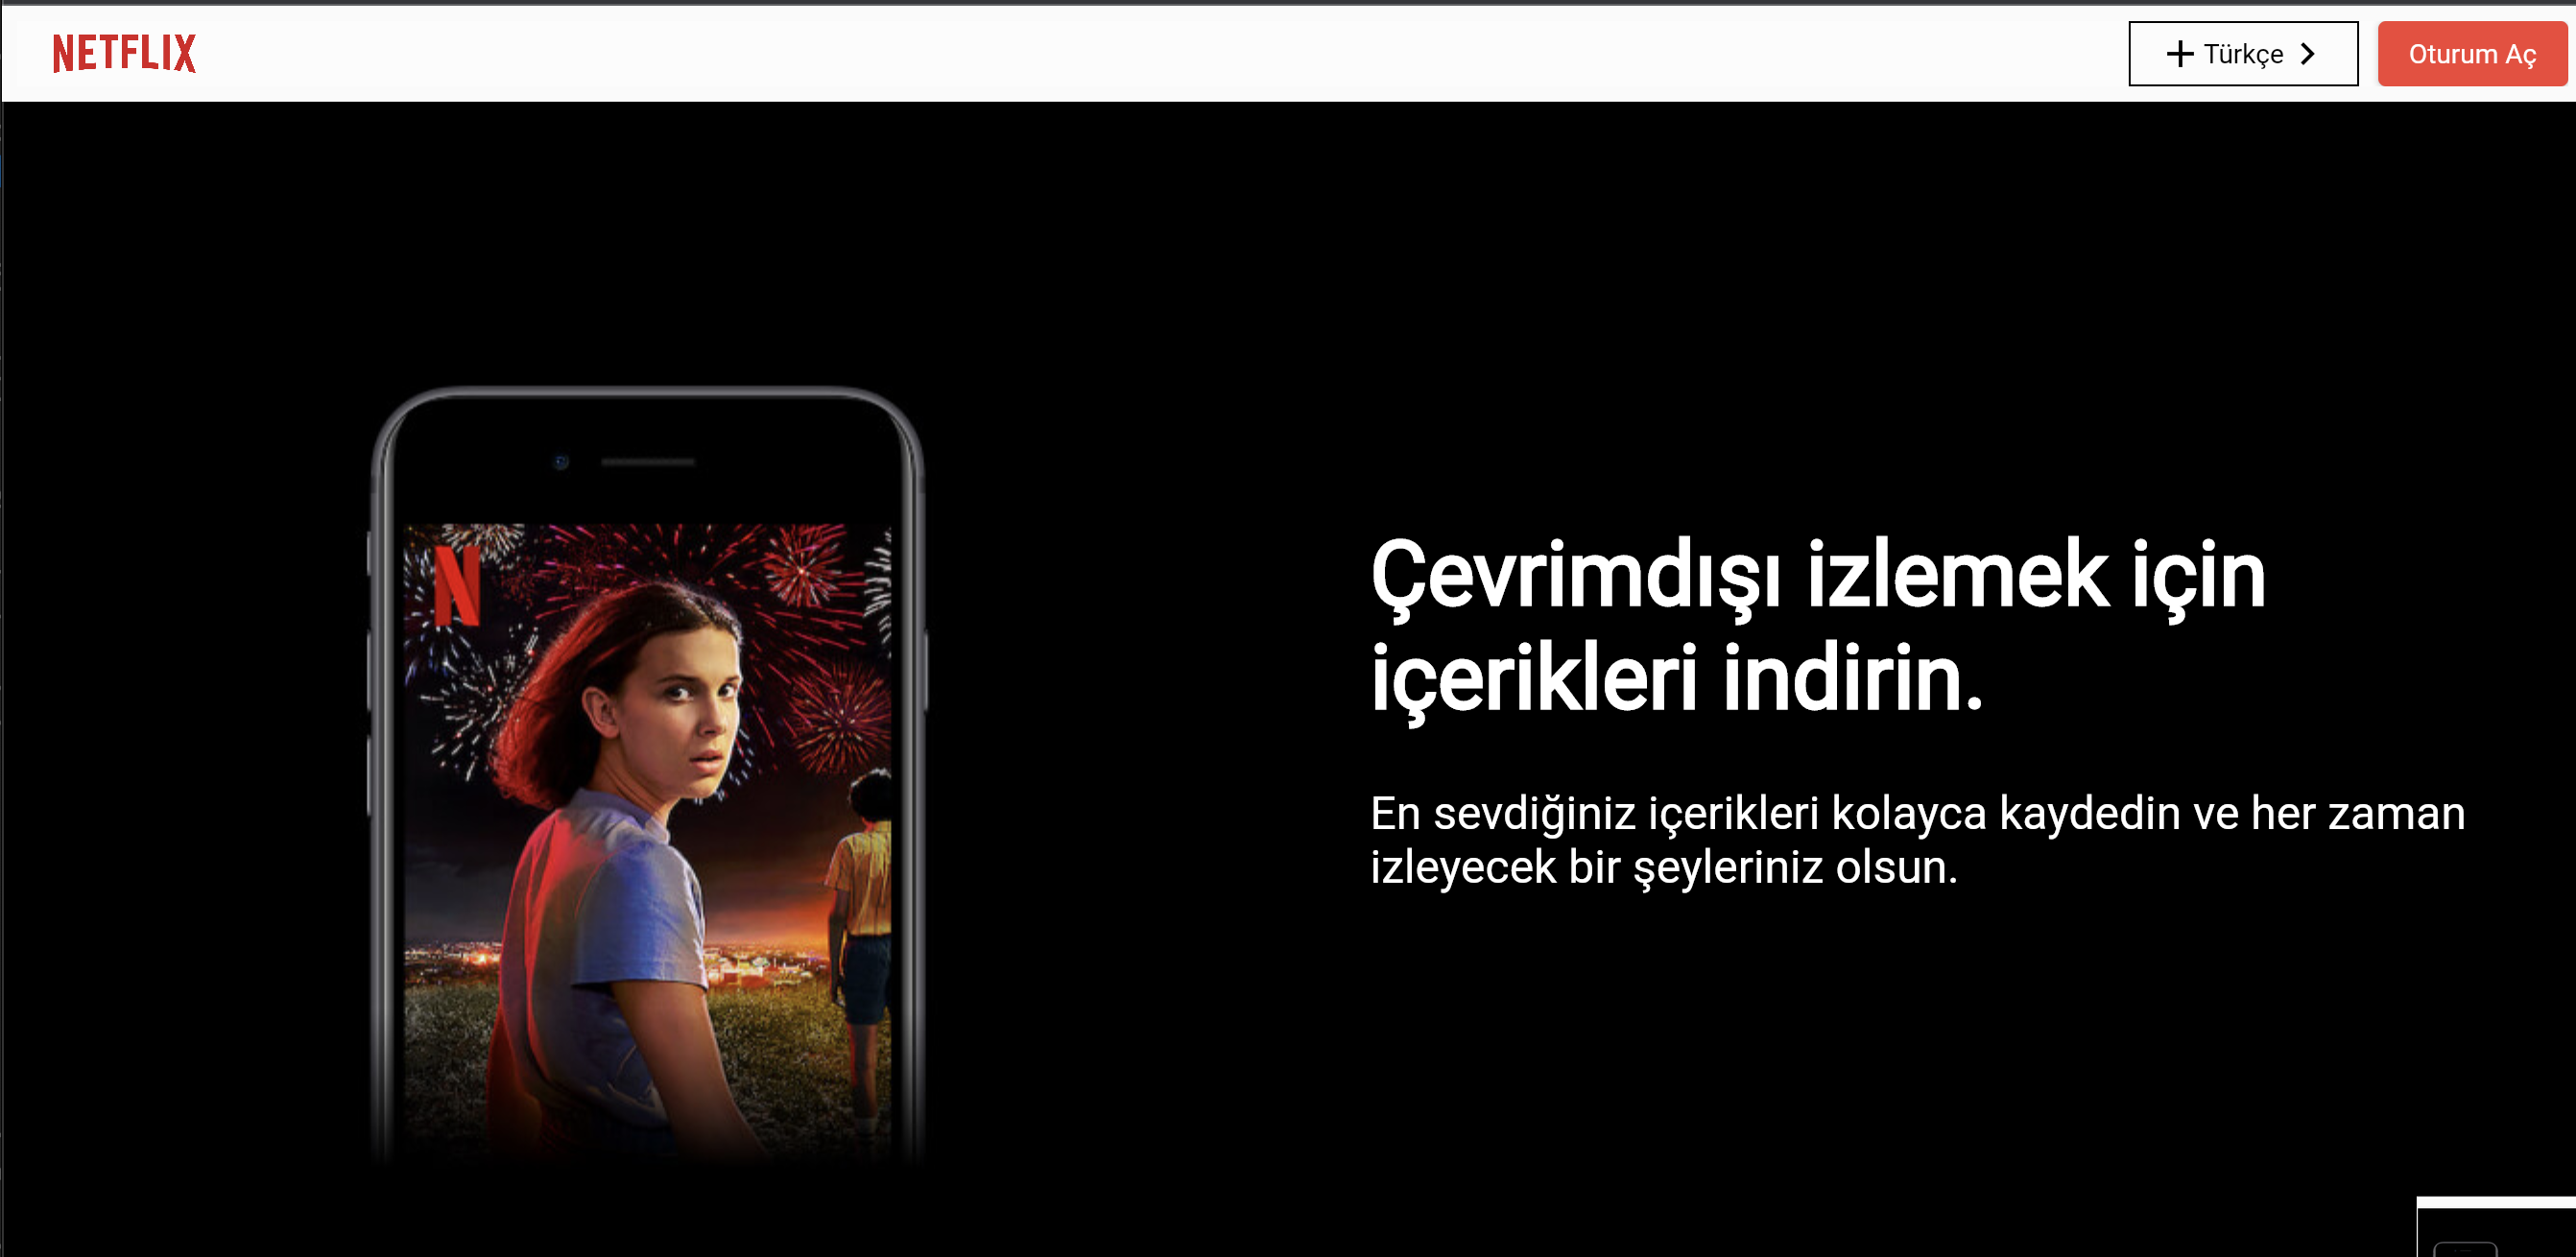 NETFLIX
Türkçe
Oturum Aç
N
Çevrimdışı izlemek için
içerikleri indirin.
En sevdiğiniz içerikleri kolayca kaydedin ve her zaman
izleyecek bir şeyleriniz olsun.